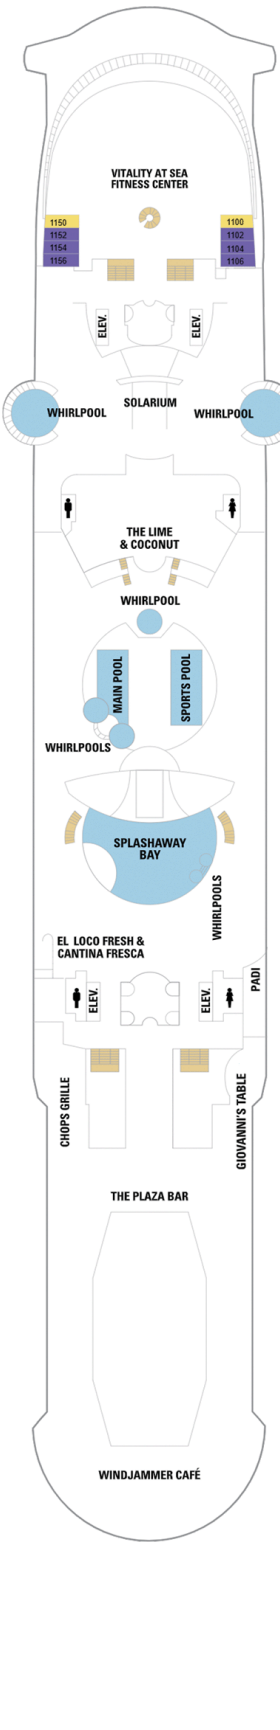 VITALITY AT SEA
FITNESS CENTER
1150
1152
1154
1156
1100
1102
1104
1106
ELEV.
ELEV.
SOLARIUM
WHIRLPOOL
WHIRLPOOL
THE LIME
& COCONUT
WHIRLPOOL
MAIN POOL
SPORTS POOL
WHIRLPOOLS
SPLASHAWAY
BAY
WHIRLPOOLS
EL LOCO FRESH &
CANTINA FRESCA
PADI
ELEV.
ELEV.
CHOPS GRILLE
GIOVANNI'S TABLE
THE PLAZA BAR
WINDJAMMER CAFÉ